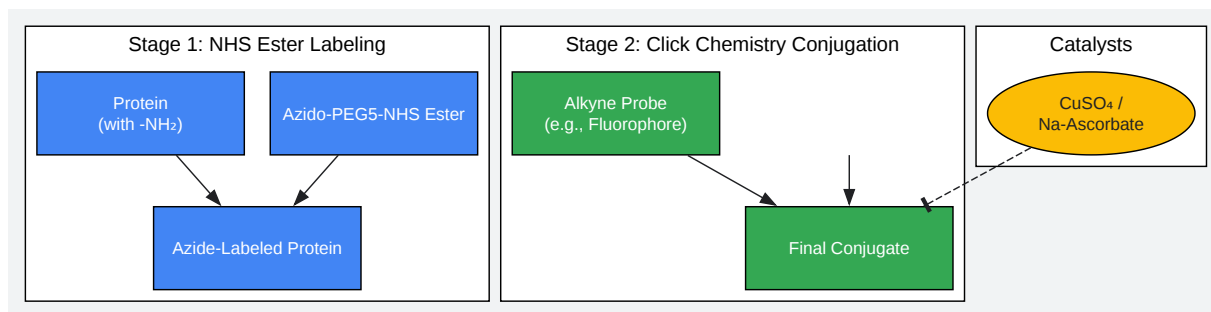 Stage 1: NHS Ester Labeling
Protein
(with -NH₂)
Azido-PEG5-NHS Ester
Azide-Labeled Protein
Stage 2: Click Chemistry Conjugation
Alkyne Probe
(e.g., Fluorophore)
Final Conjugate
Catalysts
CuSO₄ /
Na-Ascorbate